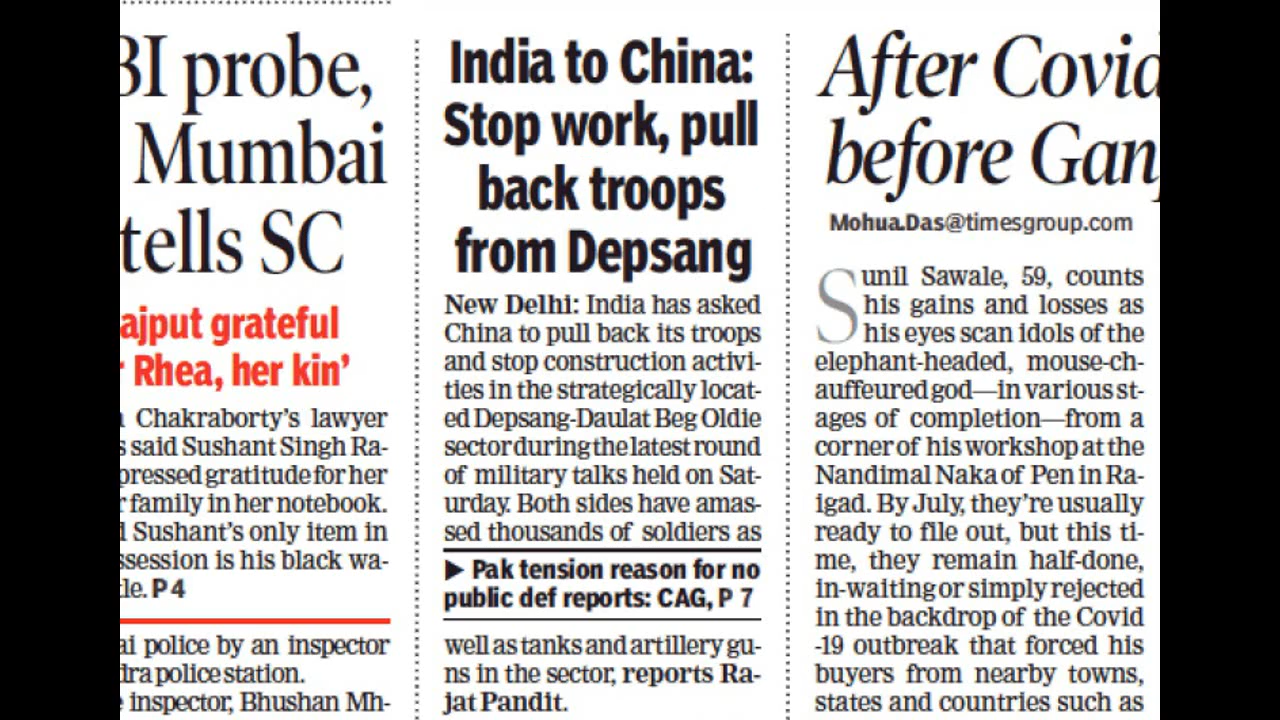 BI probe,
Mumbai
tells SC
ajput grateful
r Rhea, her kin’
a Chakraborty’s lawyer
s said Sushant Singh Ra-
pressed gratitude for her
r family in her notebook.
d Sushant’s only item in
ssession is his black wa-
tle. P 4
ai police by an inspector
dra police station.
e inspector, Bhushan Mh-
India to China:
Stop work, pull
back troops
from Depsang
New Delhi: India has asked
China to pull back its troops
and stop construction activi-
ties in the strategically locat-
ed Depsang-Daulat Beg Oldie
sector during the latest round
of military talks held on Sat-
urday. Both sides have amas-
sed thousands of soldiers as
▶ Pak tension reason for no
public def reports: CAG, P 7
well as tanks and artillery gu-
ns in the sector, reports Ra-
jat Pandit.
After Covid
before Gan
Mohua.Das@timesgroup.com
Sunil Sawale, 59, counts
his gains and losses as
his eyes scan idols of the
elephant-headed, mouse-ch-
auffeured god—in various st-
ages of completion—from a
corner of his workshop at the
Nandimal Naka of Pen in Ra-
igad. By July, they’re usually
ready to file out, but this ti-
me, they remain half-done,
in-waiting or simply rejected
in the backdrop of the Covid
-19 outbreak that forced his
buyers from nearby towns,
states and countries such as